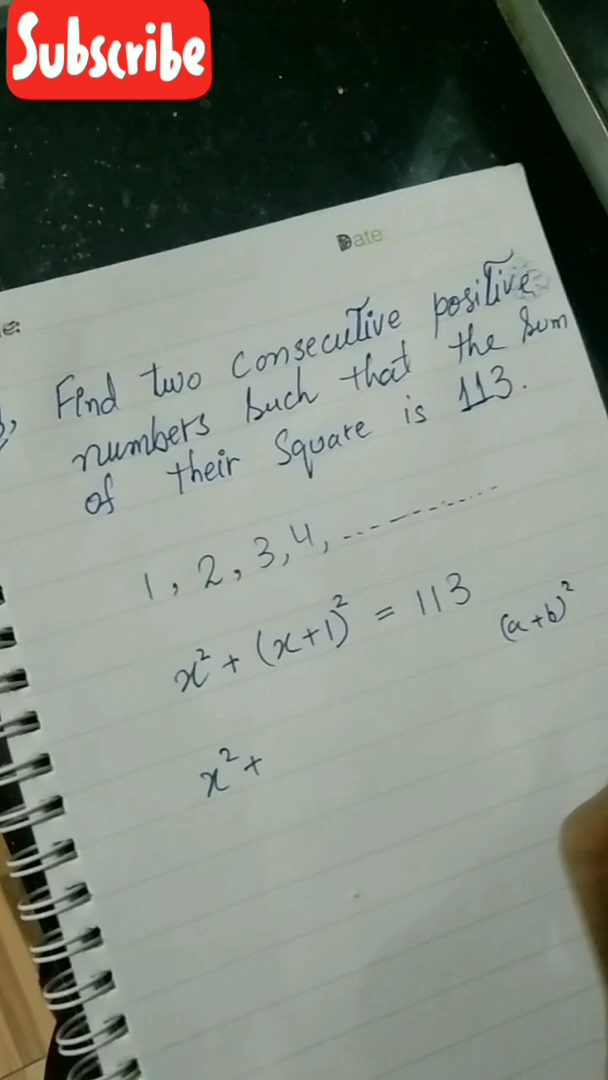 Subscribe
Date
Find two consecutive positive
numbers such that the sum
of their square is 113.
1, 2, 3, 4, ...---------
x² + (x+1)² = 113
(a+b)²
x² +